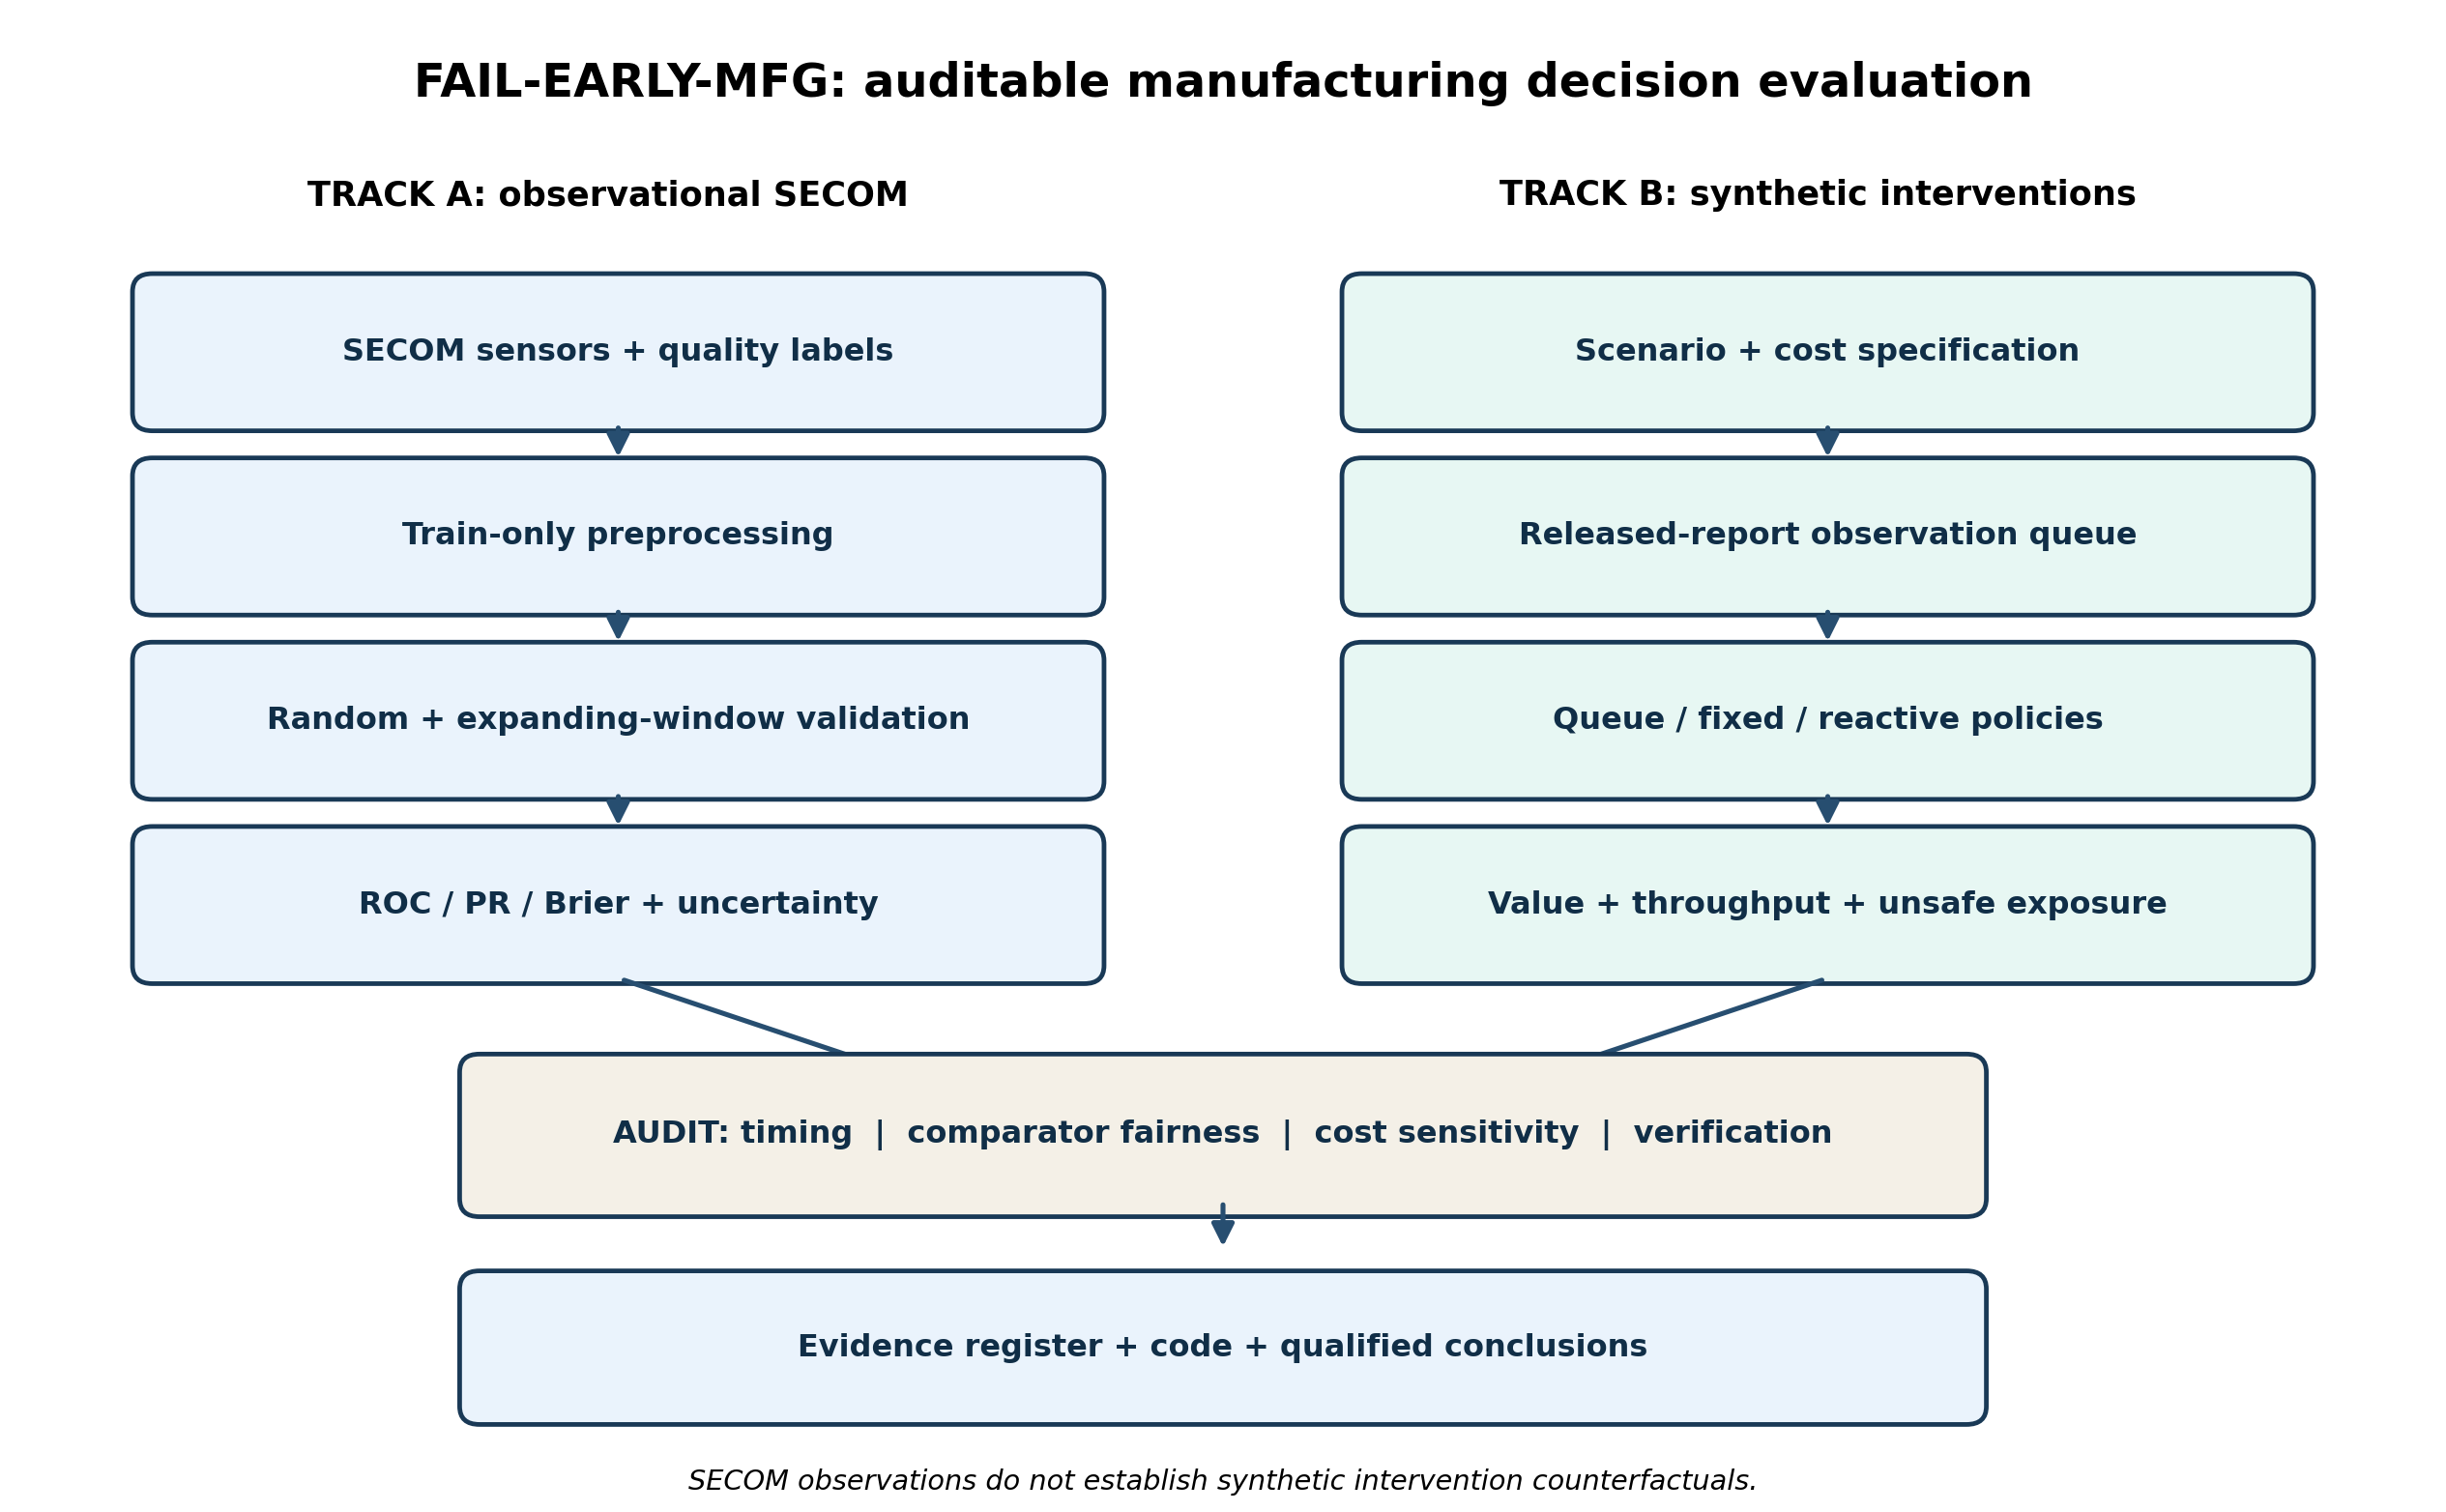 FAIL-EARLY-MFG: auditable manufacturing decision evaluation
TRACK A: observational SECOM
SECOM sensors + quality labels
Train-only preprocessing
Random + expanding-window validation
ROC / PR / Brier + uncertainty
TRACK B: synthetic interventions
Scenario + cost specification
Released-report observation queue
Queue / fixed / reactive policies
Value + throughput + unsafe exposure
AUDIT: timing | comparator fairness | cost sensitivity | verification
Evidence register + code + qualified conclusions
SECOM observations do not establish synthetic intervention counterfactuals.